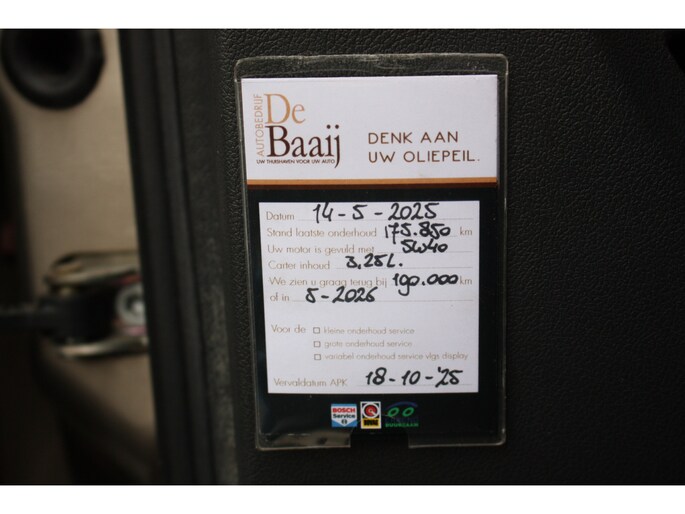 AUTOBEDRIJF
De
Baaij
UW THUISHAVEN VOOR UW AUTO
DENK AAN
UW OLIEPEIL.
Datum 14-5-2025
Stand laatste onderhoud 175.850 km
Uw motor is gevuld met 5W40
Carter inhoud 3,25L.
We zien u graag terug bij 190.000 km
of in 5-2026
Voor de kleine onderhoud service
grote onderhoud service
variabel onderhoud service vlgs display
Vervaldatum APK 18-10-'25
BOSCH
Service